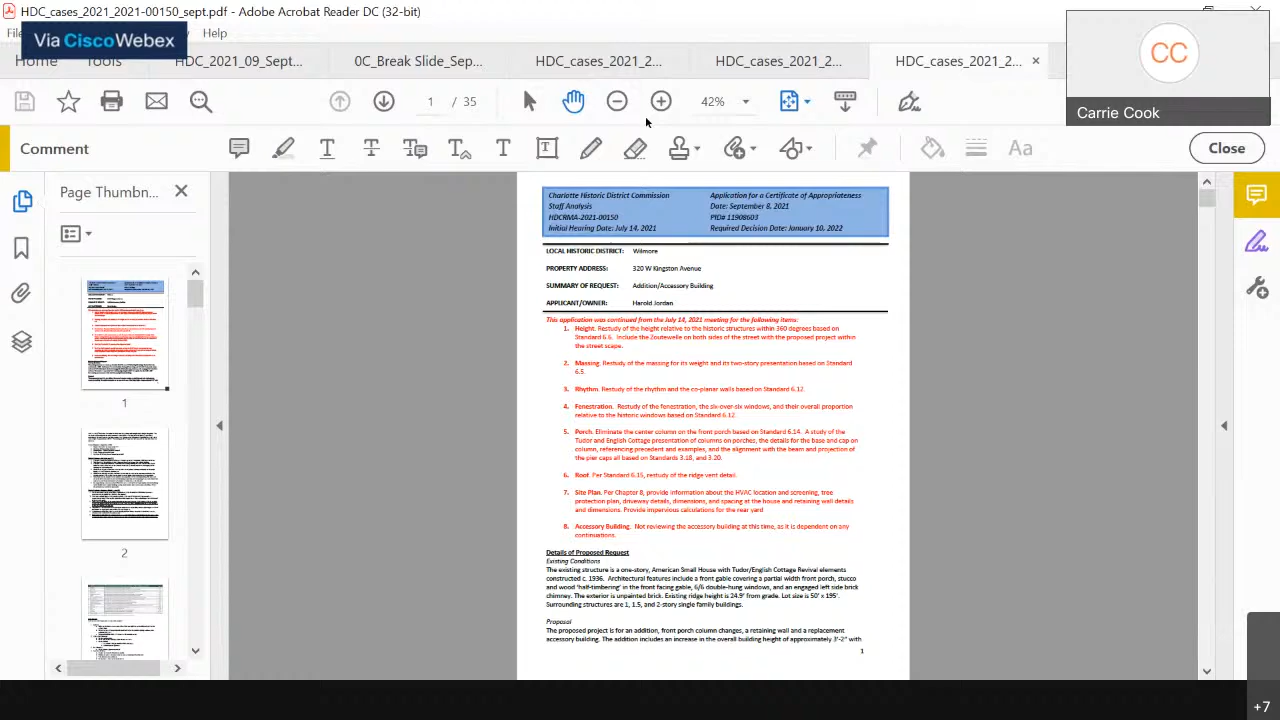 HDC_cases_2021_2021-00150_sept.pdf - Adobe Acrobat Reader DC (32-bit)
Help
Via CiscoWebex
Home Tools HDC_2021_09_Sept... 0C_Break Slide_Sep... HDC_cases_2021_2... HDC_cases_2021_2... HDC_cases_2021_2... ×
CC
Carrie Cook
1 / 35
42%
Comment
Aa
Close
Page Thumbn...
1
2
Charlotte Historic District Commission
Staff Analysis
HDCRMA-2021-00150
Initial Hearing Date: July 14, 2021
Application for a Certificate of Appropriateness
Date: September 8, 2021
PID# 11908603
Required Decision Date: January 10, 2022
LOCAL HISTORIC DISTRICT: Wilmore
PROPERTY ADDRESS: 320 W Kingston Avenue
SUMMARY OF REQUEST: Addition/Accessory Building
APPLICANT/OWNER: Harold Jordan
This application was continued from the July 14, 2021 meeting for the following items:
1. Height. Restudy of the height relative to the historic structures within 360 degrees based on
Standard 6.6. Include the Zoutewelle on both sides of the street with the proposed project within
the street scape.
2. Massing. Restudy of the massing for its weight and its two-story presentation based on Standard
6.5.
3. Rhythm. Restudy of the rhythm and the co-planar walls based on Standard 6.12.
4. Fenestration. Restudy of the fenestration, the six-over-six windows, and their overall proportion
relative to the historic windows based on Standard 6.12
5. Porch. Eliminate the center column on the front porch based on Standard 6.14. A study of the
Tudor and English Cottage presentation of columns on porches, the details for the base and cap on
column, referencing precedent and examples, and the alignment with the beam and projection of
the pier caps all based on Standards 3.18, and 3.20.
6. Roof. Per Standard 6.15, restudy of the ridge vent detail.
7. Site Plan. Per Chapter 8, provide information about the HVAC location and screening, tree
protection plan, driveway details, dimensions, and spacing at the house and retaining wall details
and dimensions. Provide impervious calculations for the rear yard
8. Accessory Building. Not reviewing the accessory building at this time, as it is dependent on any
continuations.
Details of Proposed Request
Existing Conditions
The existing structure is a one-story, American Small House with Tudor/English Cottage Revival elements
constructed c. 1936. Architectural features include a front gable covering a partial width front porch, stucco
and wood 'half-timbering' in the front facing gable, 6/6 double-hung windows, and an engaged left side brick
chimney. The exterior is unpainted brick. Existing ridge height is 24.9' from grade. Lot size is 50' x 195'.
Surrounding structures are 1, 1.5, and 2-story single family buildings.
Proposal
The proposed project is for an addition, front porch column changes, a retaining wall and a replacement
accessory building. The addition includes an increase in the overall building height of approximately 3'-2" with
1
+7